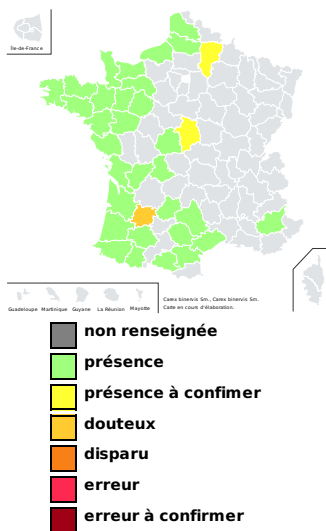 Île-de-France
Guadeloupe Martinique Guyane La Réunion Mayotte
Carex binervis Sm., Carex binervis Sm.
Carte en cours d'élaboration.
non renseignée
présence
présence à confimer
douteux
disparu
erreur
erreur à confirmer